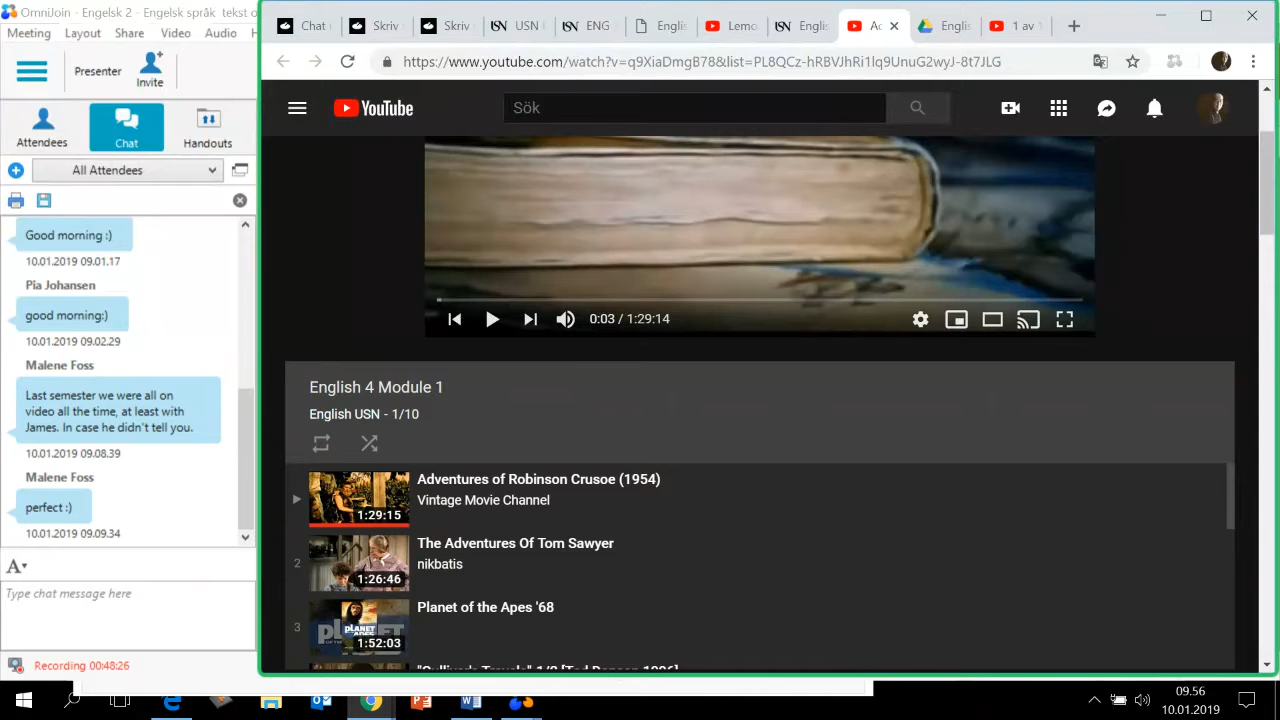 OmniJoin - Engelsk 2 - Engelsk språk tekst o
Meeting Layout Share Video Audio
Presenter
Invite
Attendees
Chat
Handouts
All Attendees
Good morning :)
10.01.2019 09.01.17
Pia Johansen
good morning:)
10.01.2019 09.02.29
Malene Foss
Last semester we were all on
video all the time, at least with
James. In case he didn't tell you.
10.01.2019 09.08.39
Malene Foss
perfect :)
10.01.2019 09.09.34
A
Type chat message here
Recording 00:48:26
Chat
Skriv
Skriv
USN
ENG
Englis
Lemo
Englis
Ac
Englis
1 av
https://www.youtube.com/watch?v=q9XiaDmgB78&list=PL8QCz-hRBVJhRi1lq9UnuG2wyJ-8t7JLG
YouTube
Sök
0:03 / 1:29:14
English 4 Module 1
English USN - 1/10
1:29:15
Adventures of Robinson Crusoe (1954)
Vintage Movie Channel
2
1:26:46
The Adventures Of Tom Sawyer
nikbatis
3
PLANET
1:52:03
Planet of the Apes '68
09.56
10.01.2019